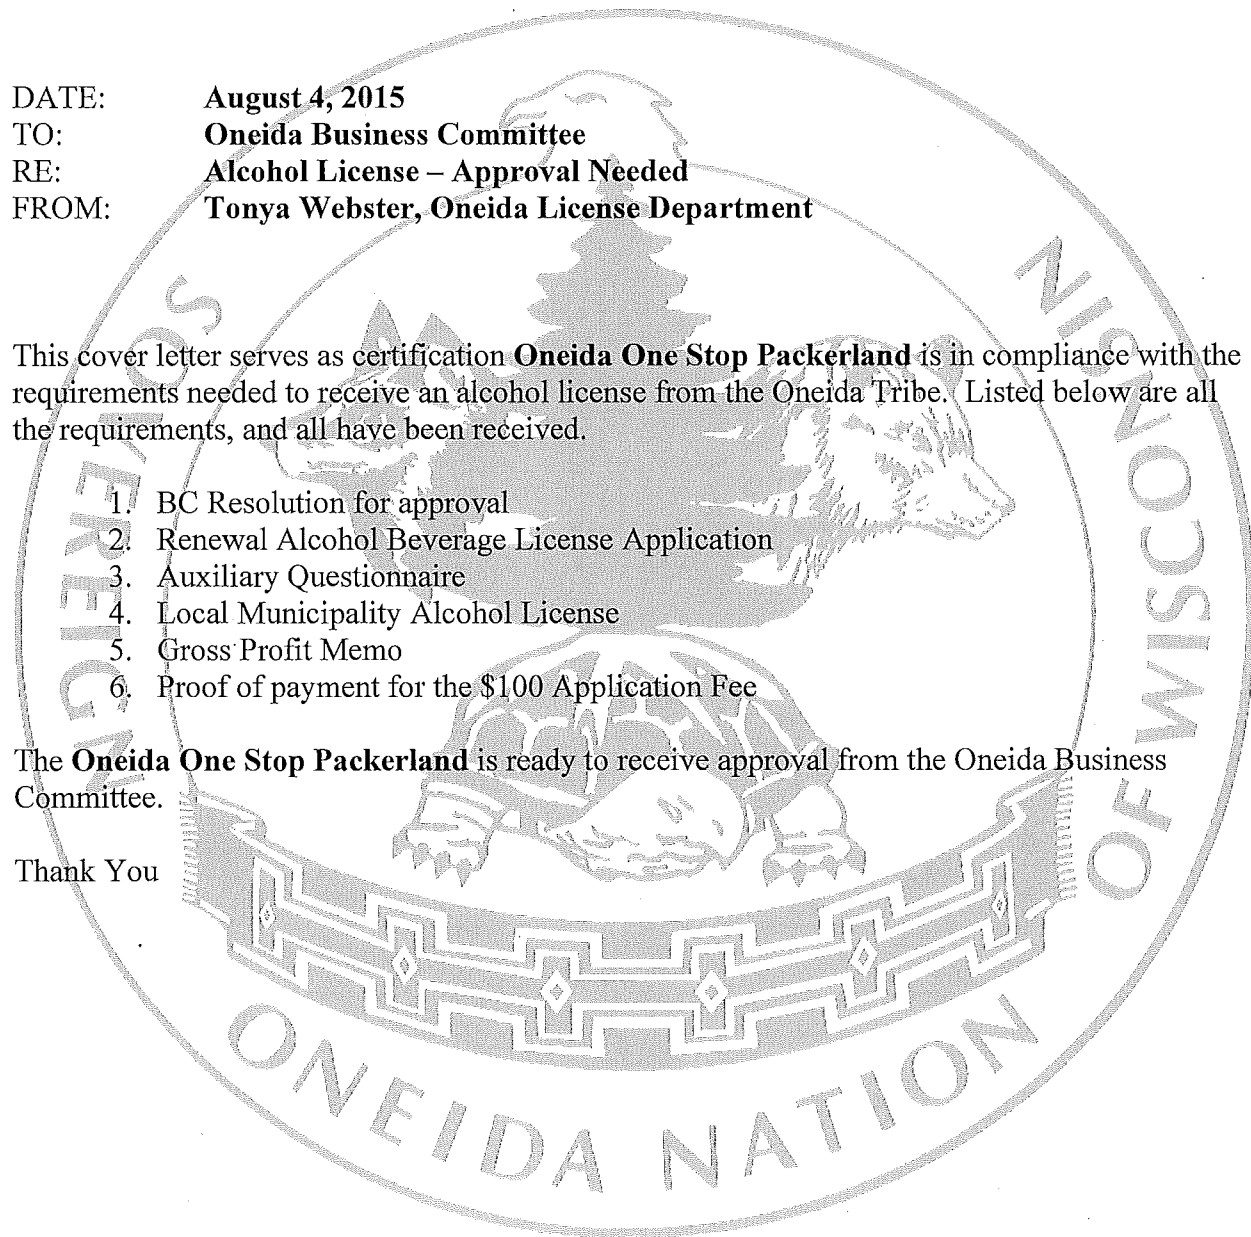 DATE: August 4, 2015
TO: Oneida Business Committee
RE: Alcohol License – Approval Needed
FROM: Tonya Webster, Oneida License Department
This cover letter serves as certification Oneida One Stop Packerland is in compliance with the
requirements needed to receive an alcohol license from the Oneida Tribe. Listed below are all
the requirements, and all have been received.
1. BC Resolution for approval
2. Renewal Alcohol Beverage License Application
3. Auxiliary Questionnaire
4. Local Municipality Alcohol License
5. Gross Profit Memo
6. Proof of payment for the $100 Application Fee
The Oneida One Stop Packerland is ready to receive approval from the Oneida Business
Committee.
Thank You
SOVEREIGN
ONEIDA NATION
OF WISCONSIN